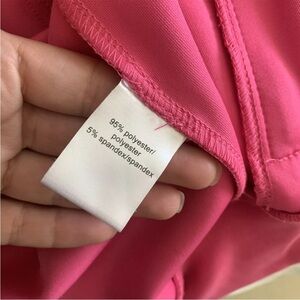 95% polyester/
polyester
5% spandex/spandex